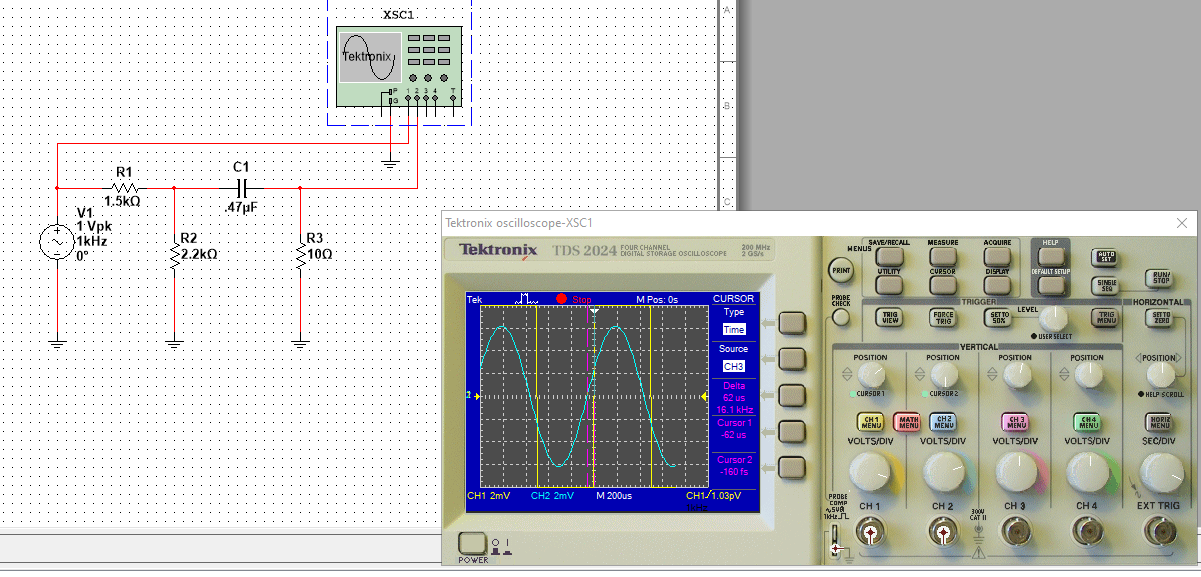 XSC1
Tektronix
P
G
1 2 3 4 T
A
B
C
R1
1.5kΩ
C1
.47µF
V1
1 Vpk
1kHz
0°
R2
2.2kΩ
R3
10Ω
Tektronix oscilloscope-XSC1
Tektronix TDS 2024 FOUR CHANNEL
DIGITAL STORAGE OSCILLOSCOPE
200 MHz
2 GS/s
Tek Stop M Pos: 0s CURSOR
Type
Time
Source
CH3
Delta
62 us
16.1 kHz
Cursor 1
-62 us
Cursor 2
-160 fs
CH1 2mV CH2 2mV M 200us CH1 1.03pV
POWER
MENUS
SAVE/RECALL MEASURE ACQUIRE HELP
AUTO SET
PRINT
UTILITY CURSOR DISPLAY DEFAULT SETUP
SINGLE SEQ
RUN/ STOP
PROBE CHECK
TRIGGER
HORIZONTAL
TRIG VIEW
FORCE TRIG
SET TO 50%
LEVEL
USER SELECT
TRIG MENU
SET TO ZERO
VERTICAL
POSITION POSITION POSITION POSITION POSITION
CURSOR 1 CURSOR 2 HELP SCROLL
CH 1 MENU
MATH MENU
CH 2 MENU
CH 3 MENU
CH 4 MENU
HORIZ MENU
VOLTS/DIV VOLTS/DIV VOLTS/DIV VOLTS/DIV SEC/DIV
PROBE COMP
~5V@
1kHz
CH 1 CH 2 CH 3 CH 4 EXT TRIG
300V
CAT II